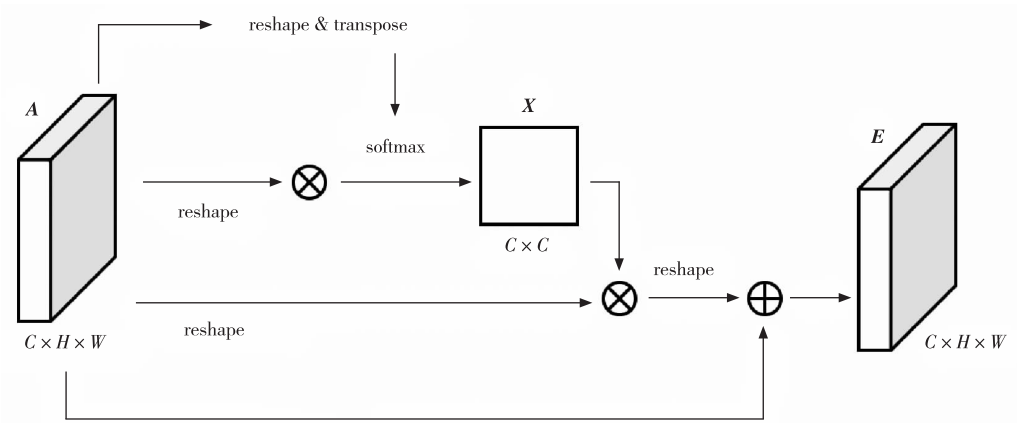 reshape & transpose
A
X
E
softmax
reshape
C × C
reshape
reshape
C × H × W
C × H × W